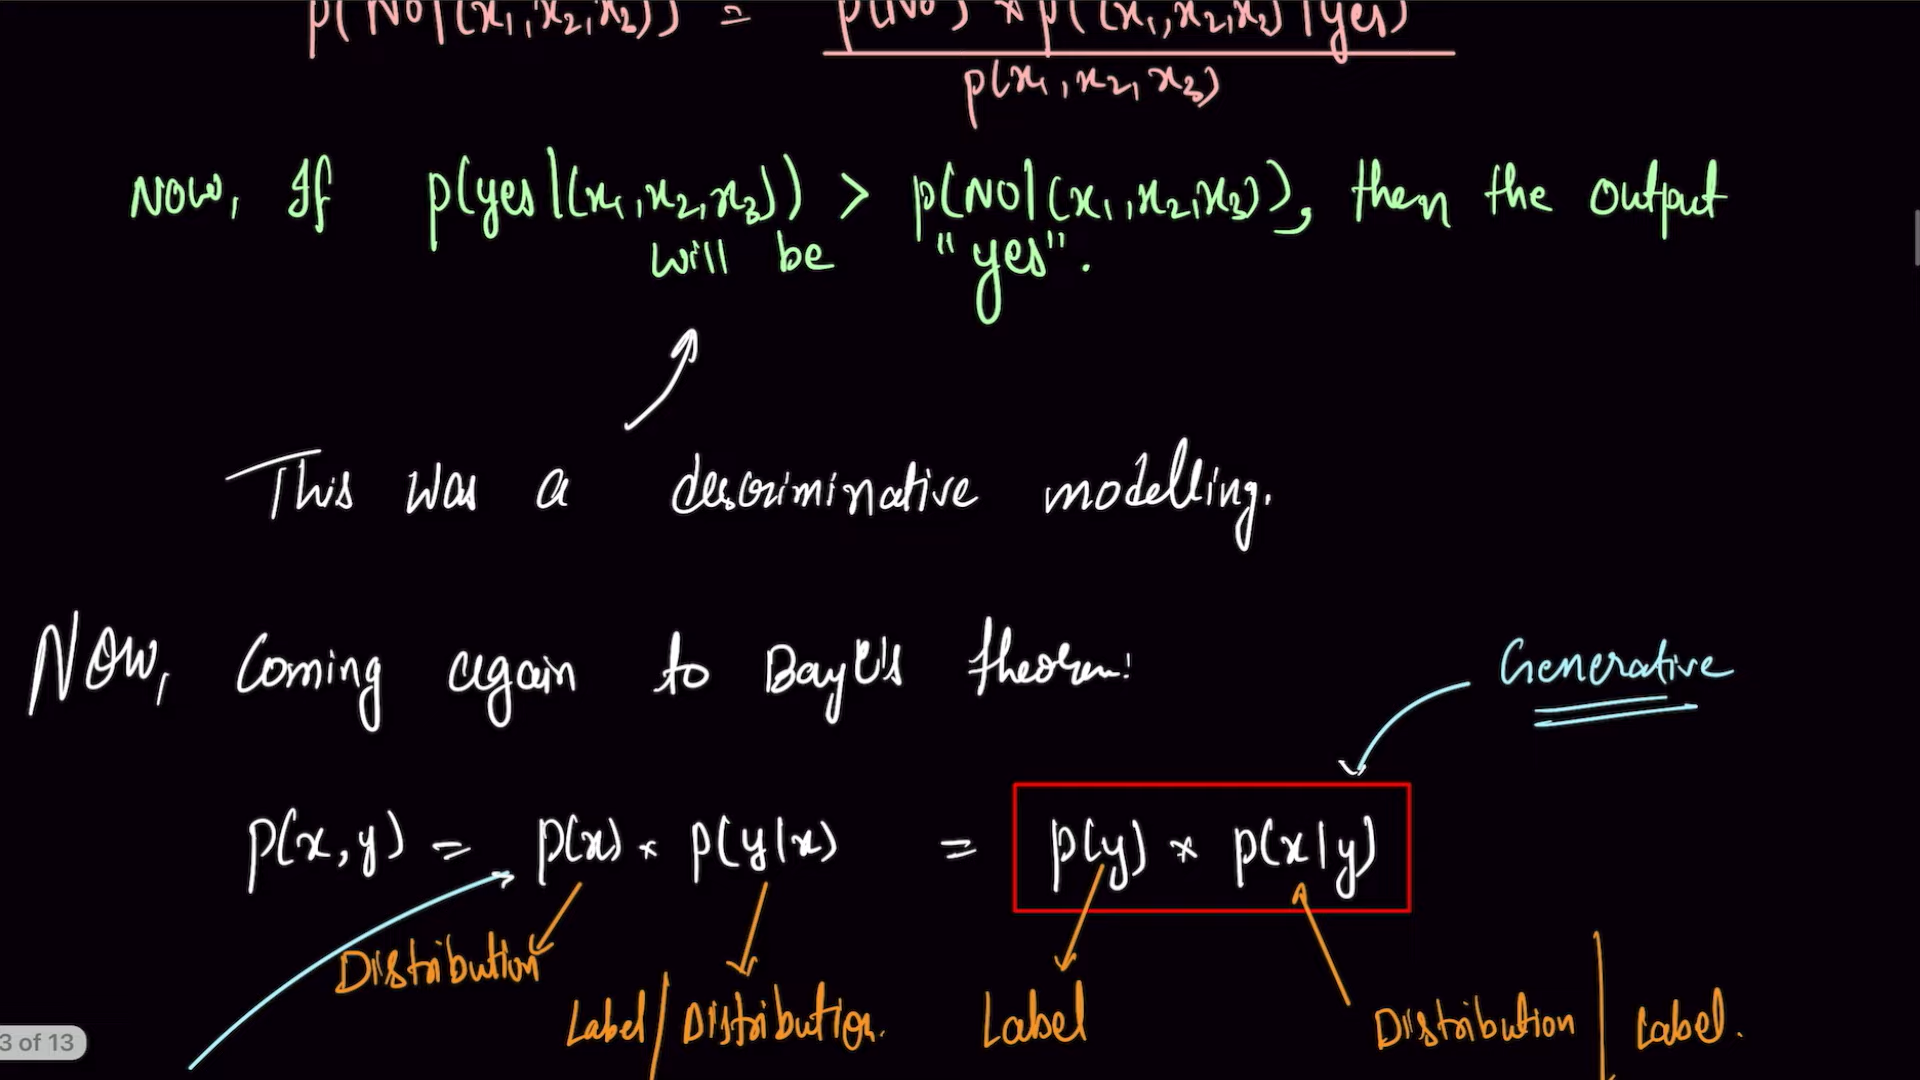 p(No|(x₁,x₂,x₃)) = p(No) * p((x₁,x₂,x₃)|yes)
p(x₁,x₂,x₃)
Now, If p(yes|(x₁,x₂,x₃)) > p(NO|(x₁,x₂,x₃)), then the output
will be "yes".
This was a descriminative modelling.
Now, Coming again to Baye's theorem:
Generative
p(x,y) = p(x) * p(y|x) = p(y) * p(x|y)
Distribution
Label/Distribution. Label Distribution | Label.
3 of 13